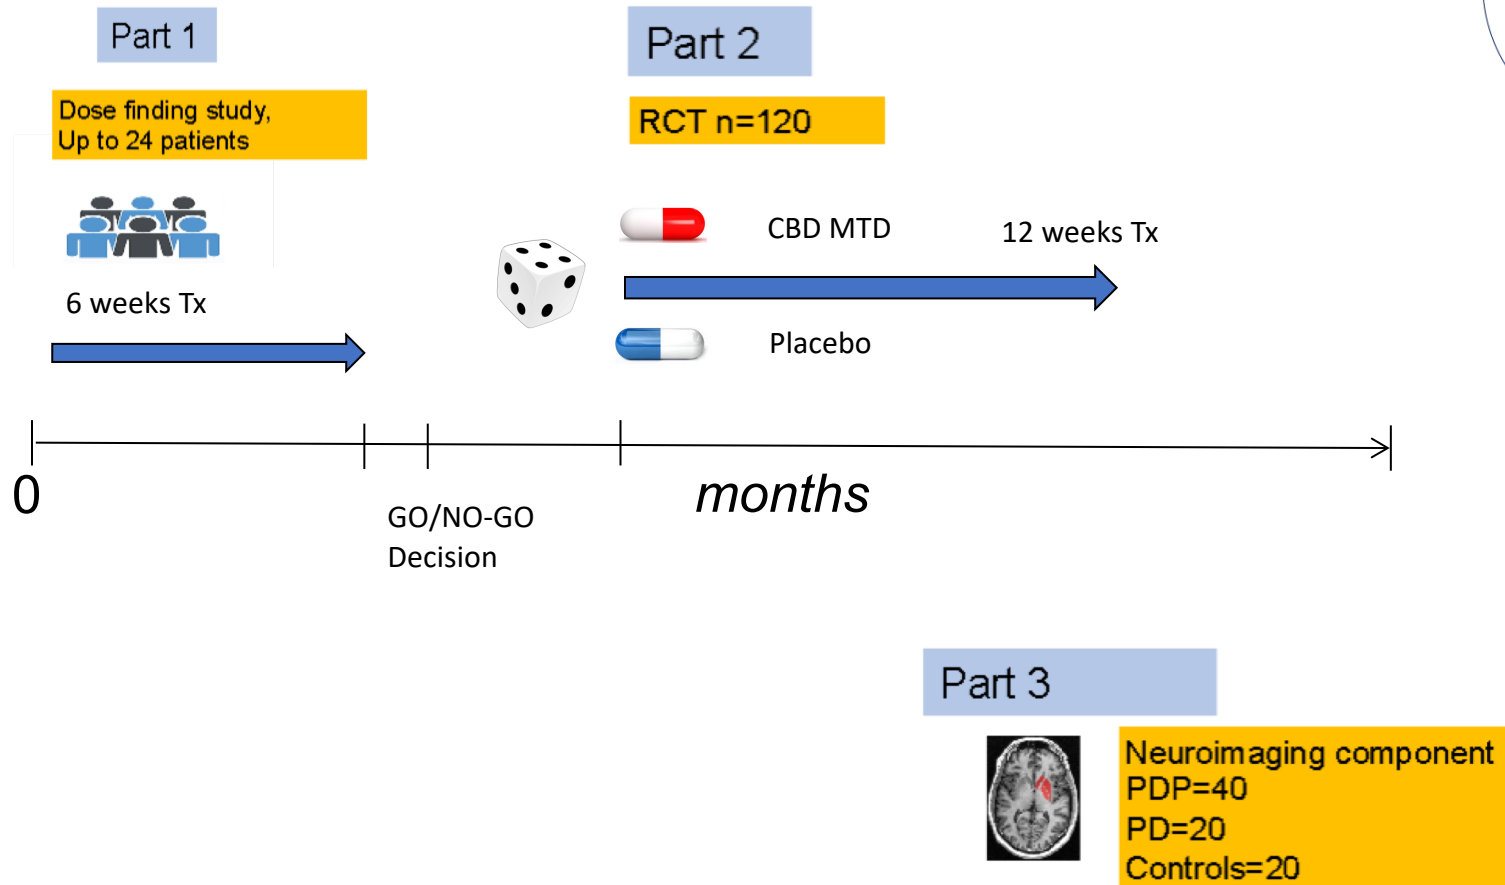 Part 1
Dose finding study,
Up to 24 patients
6 weeks Tx
Part 2
RCT n=120
CBD MTD
12 weeks Tx
Placebo
0
GO/NO-GO
Decision
months
Part 3
Neuroimaging component
PDP=40
PD=20
Controls=20